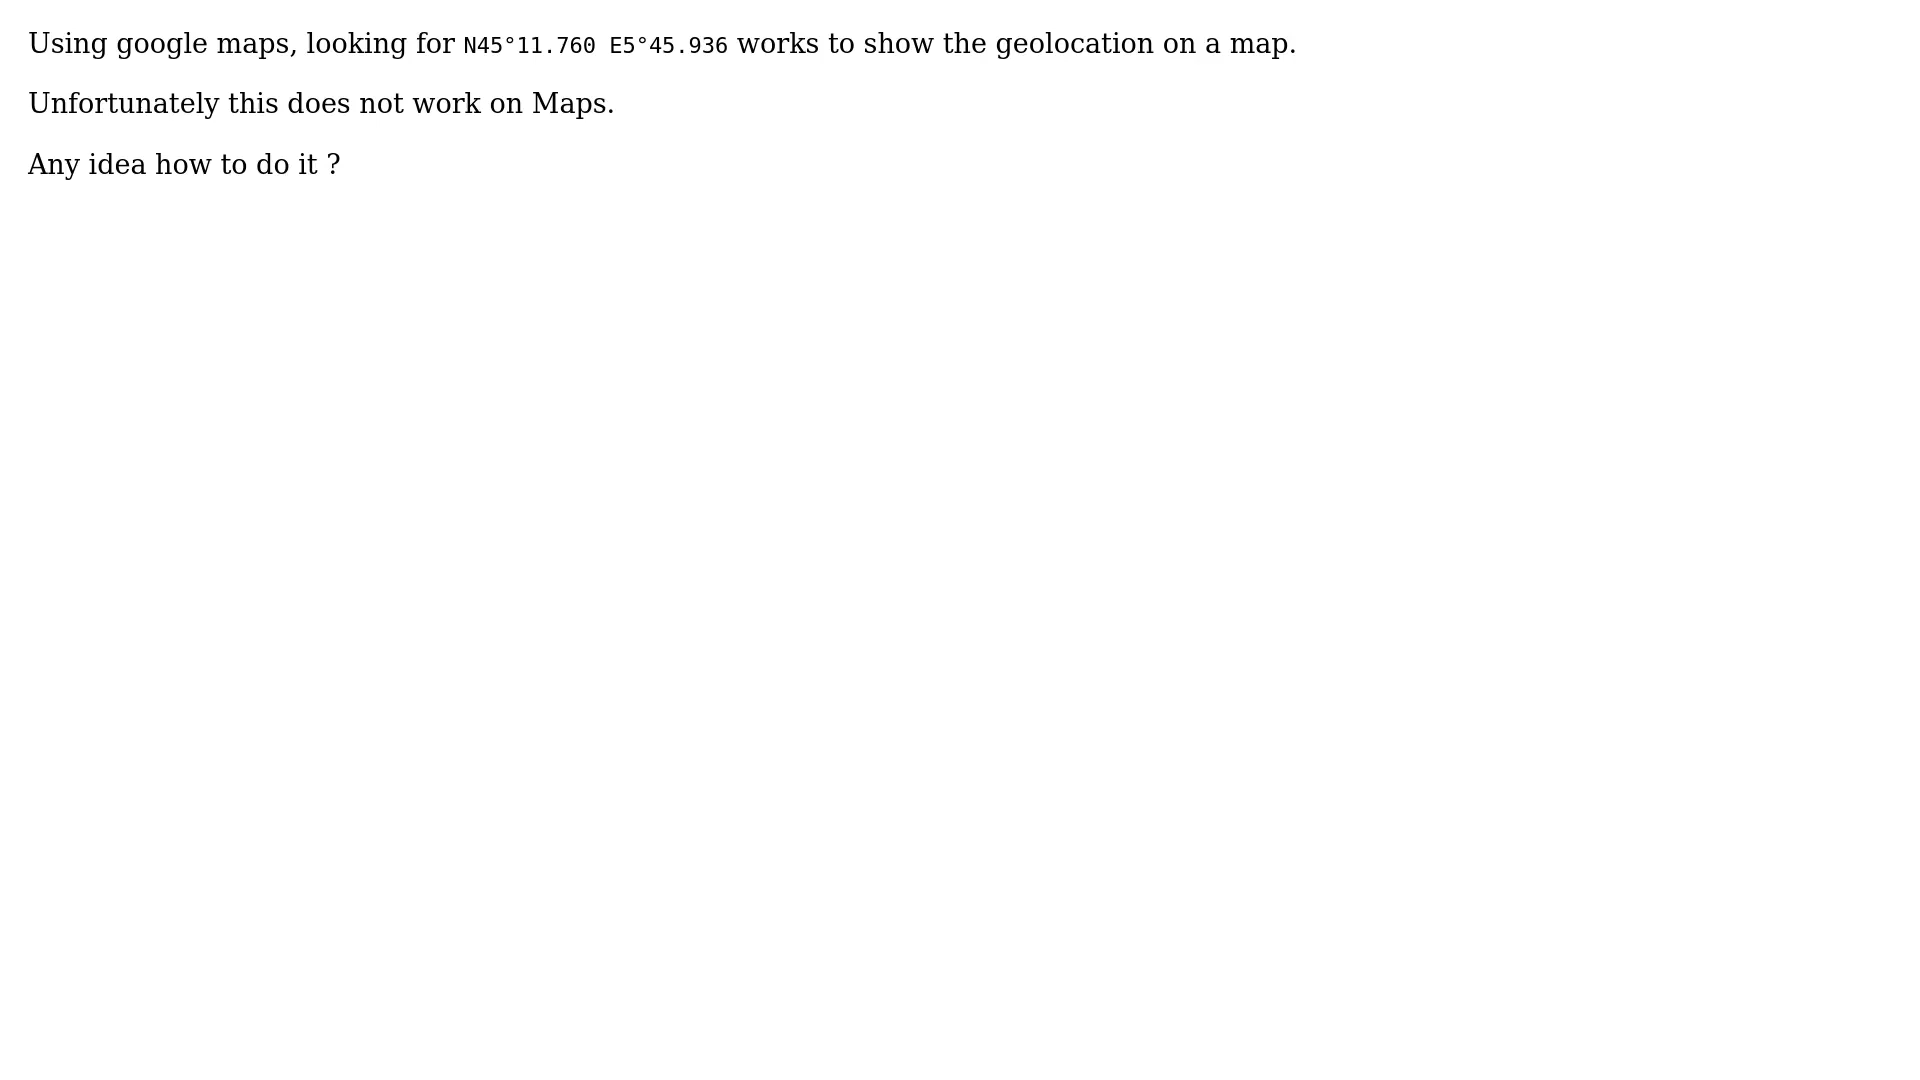 Using google maps, looking for N45°11.760 E5°45.936 works to show the geolocation on a map.
Unfortunately this does not work on Maps.
Any idea how to do it ?